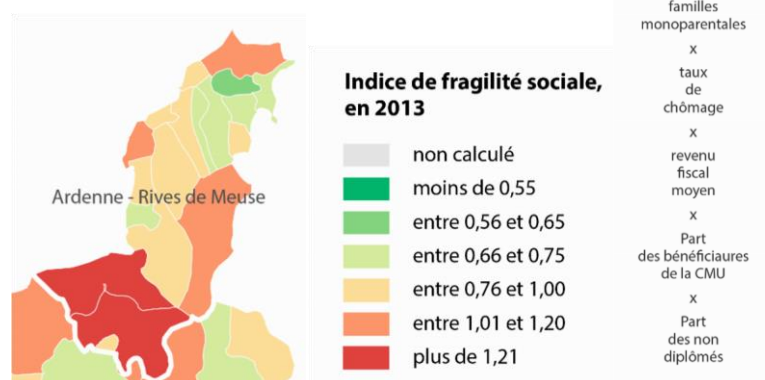 Ardenne - Rives de Meuse
Indice de fragilité sociale,
en 2013
non calculé
moins de 0,55
entre 0,56 et 0,65
entre 0,66 et 0,75
entre 0,76 et 1,00
entre 1,01 et 1,20
plus de 1,21
familles
monoparentales
x
taux
de
chômage
x
revenu
fiscal
moyen
x
Part
des bénéficiaures
de la CMU
x
Part
des non
diplômés